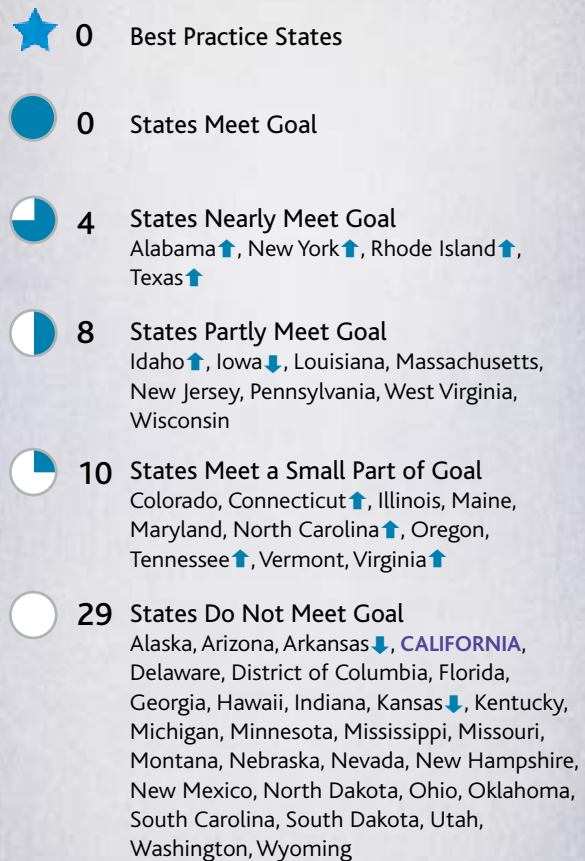 0 Best Practice States
0 States Meet Goal
4 States Nearly Meet Goal
Alabama⬆, New York⬆, Rhode Island⬆,
Texas⬆
8 States Partly Meet Goal
Idaho⬆, Iowa⬇, Louisiana, Massachusetts,
New Jersey, Pennsylvania, West Virginia,
Wisconsin
10 States Meet a Small Part of Goal
Colorado, Connecticut⬆, Illinois, Maine,
Maryland, North Carolina⬆, Oregon,
Tennessee⬆, Vermont, Virginia⬆
29 States Do Not Meet Goal
Alaska, Arizona, Arkansas⬇, CALIFORNIA,
Delaware, District of Columbia, Florida,
Georgia, Hawaii, Indiana, Kansas⬇, Kentucky,
Michigan, Minnesota, Mississippi, Missouri,
Montana, Nebraska, Nevada, New Hampshire,
New Mexico, North Dakota, Ohio, Oklahoma,
South Carolina, South Dakota, Utah,
Washington, Wyoming